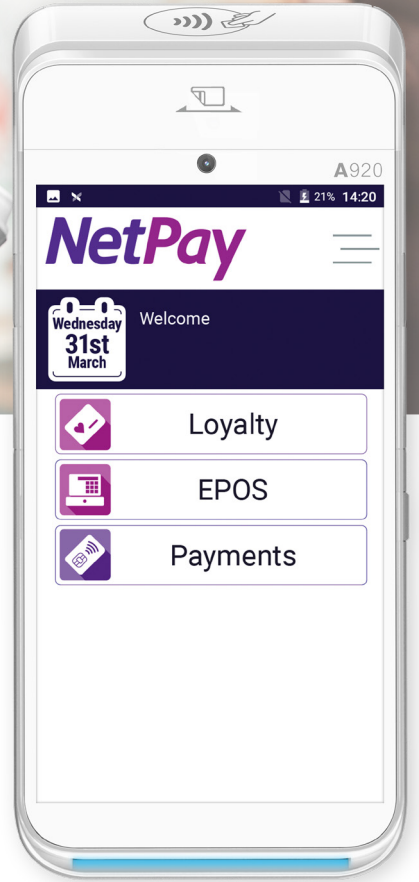 A920
21% 14:20
NetPay
Wednesday
31st
March
Welcome
Loyalty
EPOS
Payments